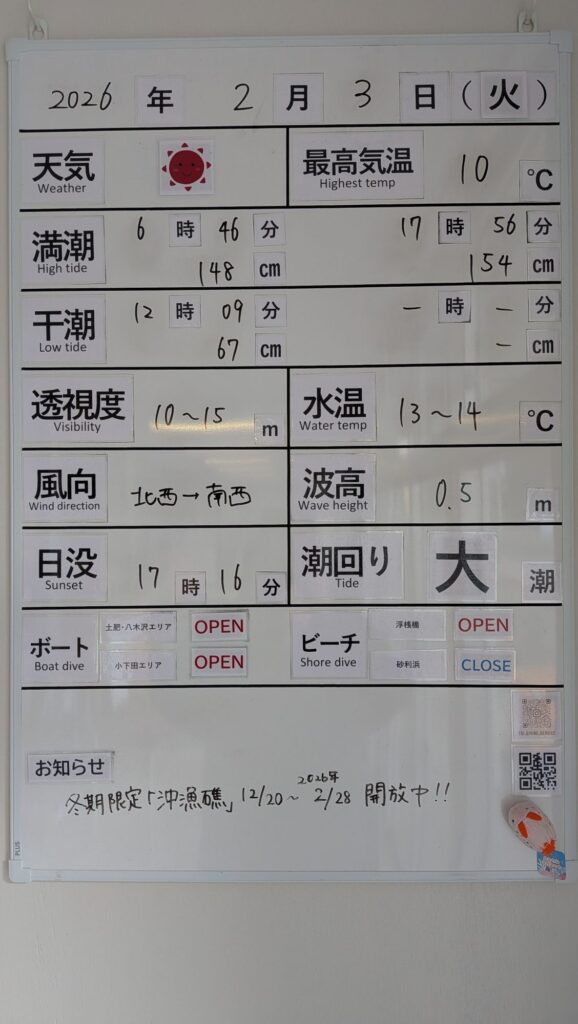 2026 年 2 月 3 日 (火)
天気 Weather
最高気温 Highest temp 10 ℃
満潮 High tide 6 時 46 分 148 cm 17 時 56 分 154 cm
干潮 Low tide 12 時 09 分 67 cm — 時 — 分 — cm
透視度 Visibility 10～15 m
水温 Water temp 13～14 ℃
風向 Wind direction 北西→南西
波高 Wave height 0.5 m
日没 Sunset 17 時 16 分
潮回り Tide 大 潮
ボート Boat dive
土肥・八木沢エリア OPEN
小下田エリア OPEN
ビーチ Shore dive
浮桟橋 OPEN
砂利浜 CLOSE
お知らせ
冬期限定「沖漁礁」12/20～2026年2/28 開放中!!
PLUS